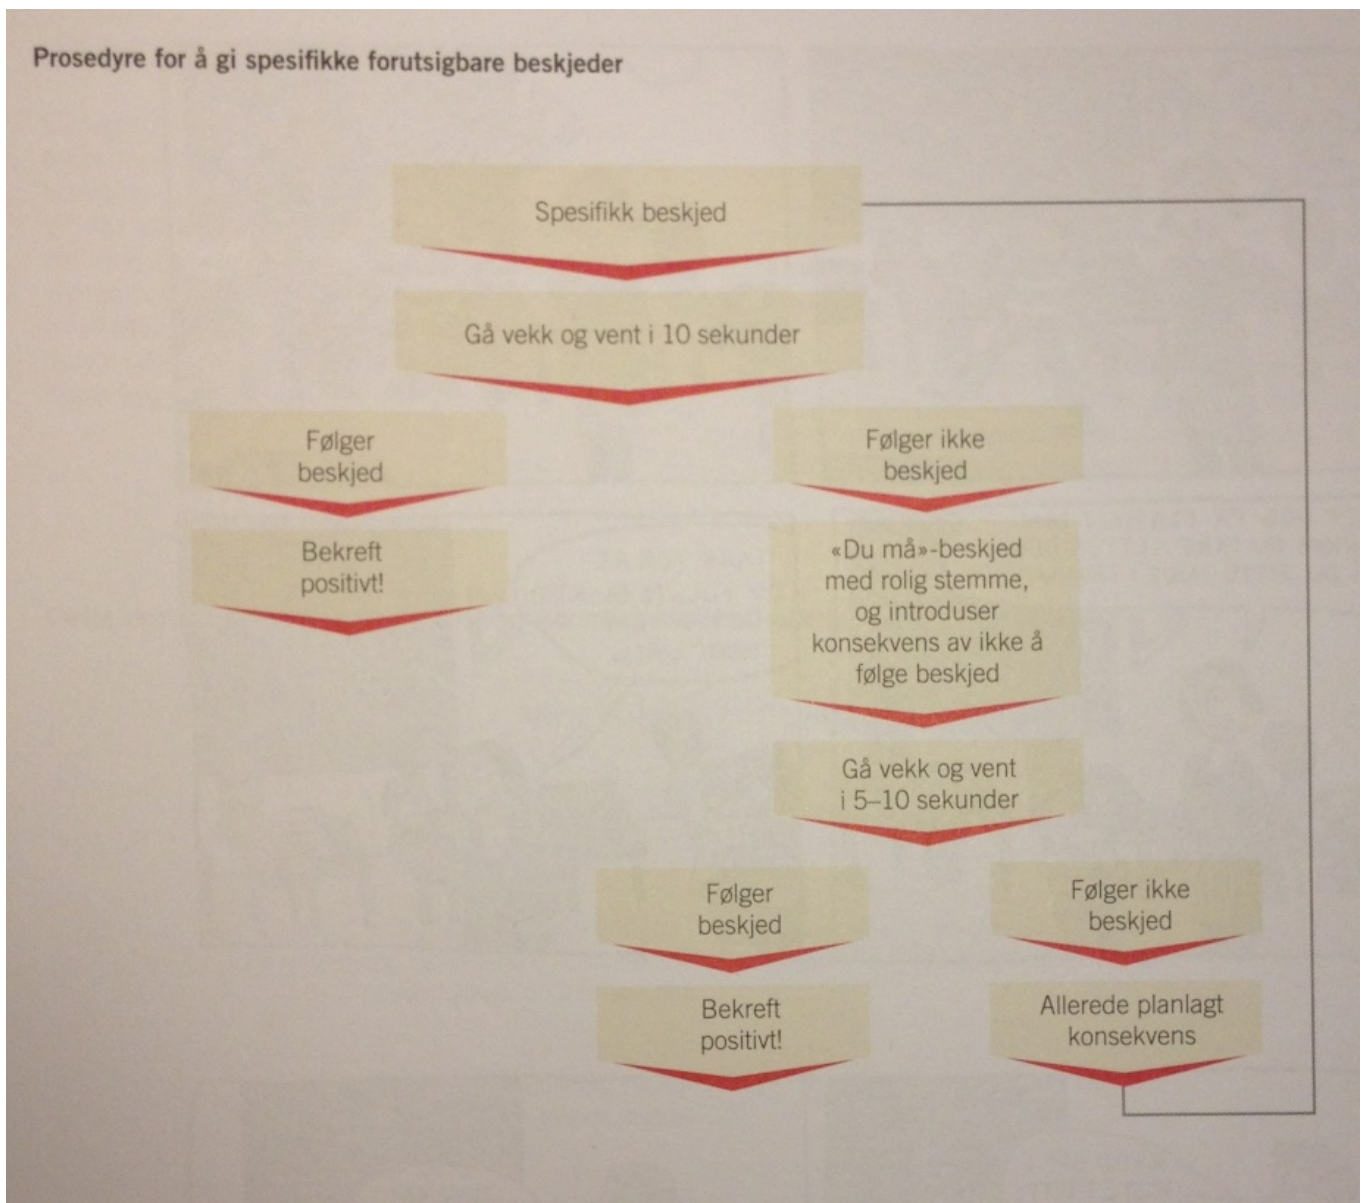 Prosedyre for å gi spesifikke forutsigbare beskjeder
Spesifikk beskjed
Gå vekk og vent i 10 sekunder
Følger
beskjed
Bekreft
positivt!
Følger ikke
beskjed
«Du må»-beskjed
med rolig stemme,
og introduser
konsekvens av ikke å
følge beskjed
Gå vekk og vent
i 5–10 sekunder
Følger
beskjed
Bekreft
positivt!
Følger ikke
beskjed
Allerede planlagt
konsekvens